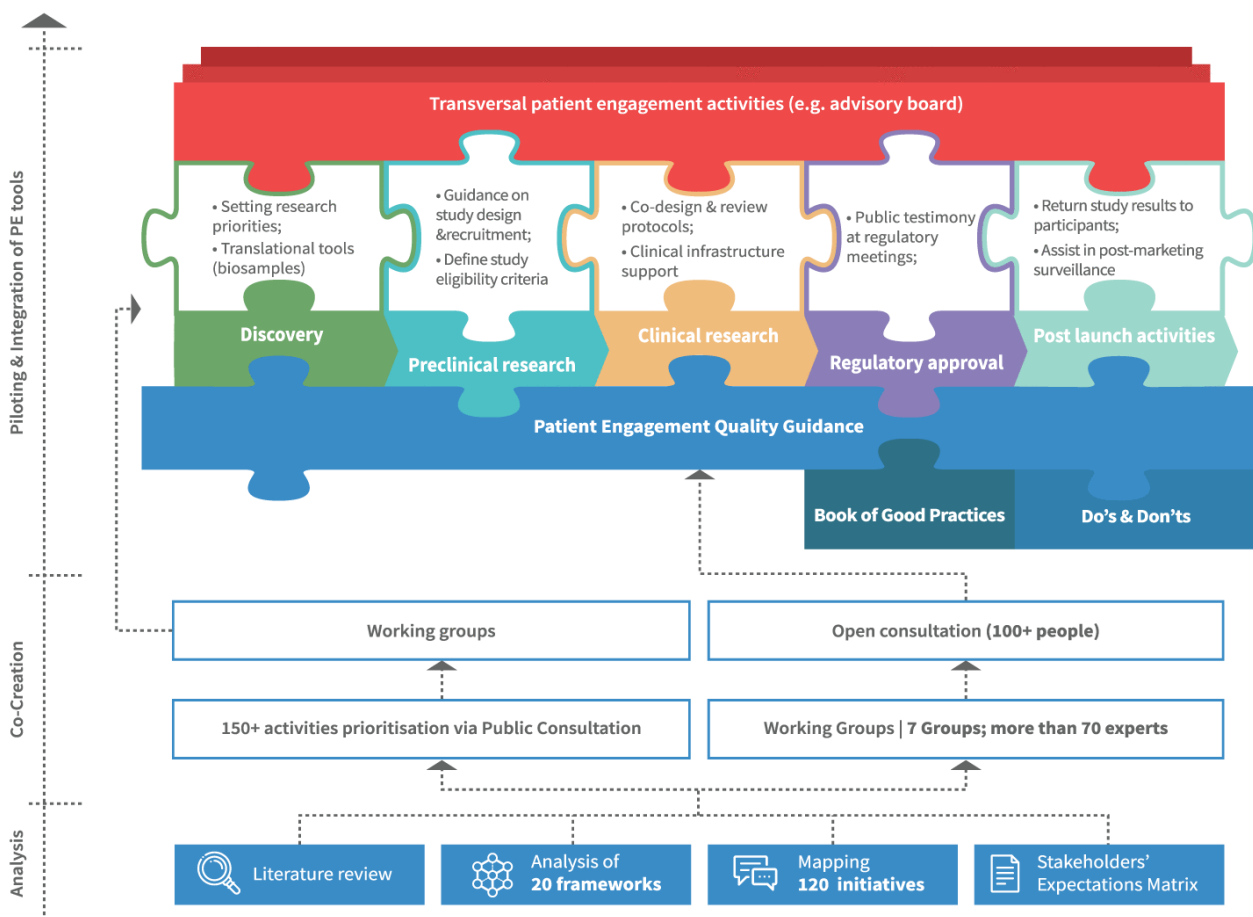 Transversal patient engagement activities (e.g. advisory board)
• Setting research
priorities;
• Translational tools
(biosamples)
• Guidance on
study design
&recruitment;
• Define study
eligibility criteria
• Co-design & review
protocols;
• Clinical infrastructure
support
• Public testimony
at regulatory
meetings;
• Return study results to
participants;
• Assist in post-marketing
surveillance
Discovery
Preclinical research
Clinical research
Regulatory approval
Post launch activities
Patient Engagement Quality Guidance
Book of Good Practices
Do’s & Don’ts
Piloting & Integration of PE tools
Working groups
Open consultation (100+ people)
150+ activities prioritisation via Public Consultation
Working Groups | 7 Groups; more than 70 experts
Co-Creation
Literature review
Analysis of
20 frameworks
Mapping
120 initiatives
Stakeholders’
Expectations Matrix
Analysis